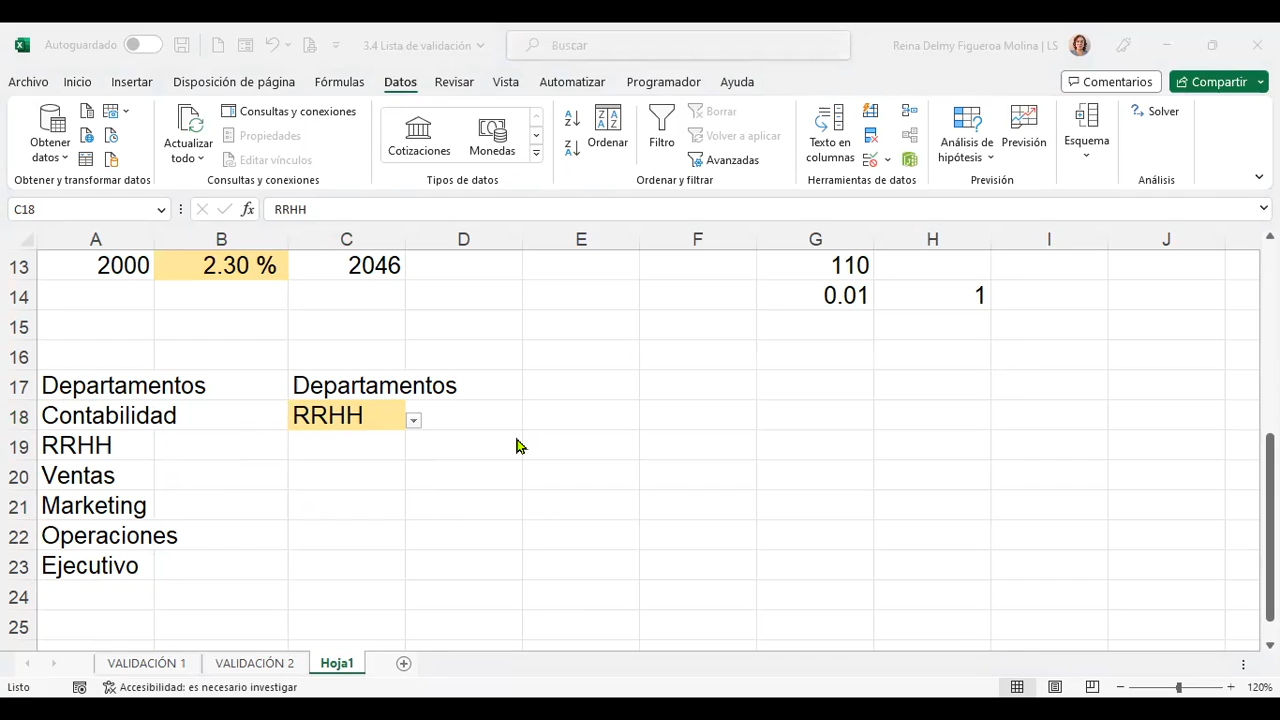 Autoguardado
3.4 Lista de validación
Buscar
Reina Delmy Figueroa Molina | LS
Archivo Inicio Insertar Disposición de página Fórmulas Datos Revisar Vista Automatizar Programador Ayuda
Comentarios Compartir
Obtener datos
Obtener y transformar datos
Actualizar todo
Consultas y conexiones
Propiedades
Editar vínculos
Consultas y conexiones
Cotizaciones Monedas
Tipos de datos
Ordenar
Filtro
Borrar
Volver a aplicar
Avanzadas
Ordenar y filtrar
Texto en columnas
Herramientas de datos
Análisis de hipótesis
Previsión
Previsión
Esquema
Solver
Análisis
C18 fx RRHH
A B C D E F G H I J
13 2000 2.30 % 2046 110
14 0.01 1
15
16
17 Departamentos Departamentos
18 Contabilidad RRHH
19 RRHH
20 Ventas
21 Marketing
22 Operaciones
23 Ejecutivo
24
25
VALIDACIÓN 1 VALIDACIÓN 2 Hoja1
Listo Accesibilidad: es necesario investigar 120%